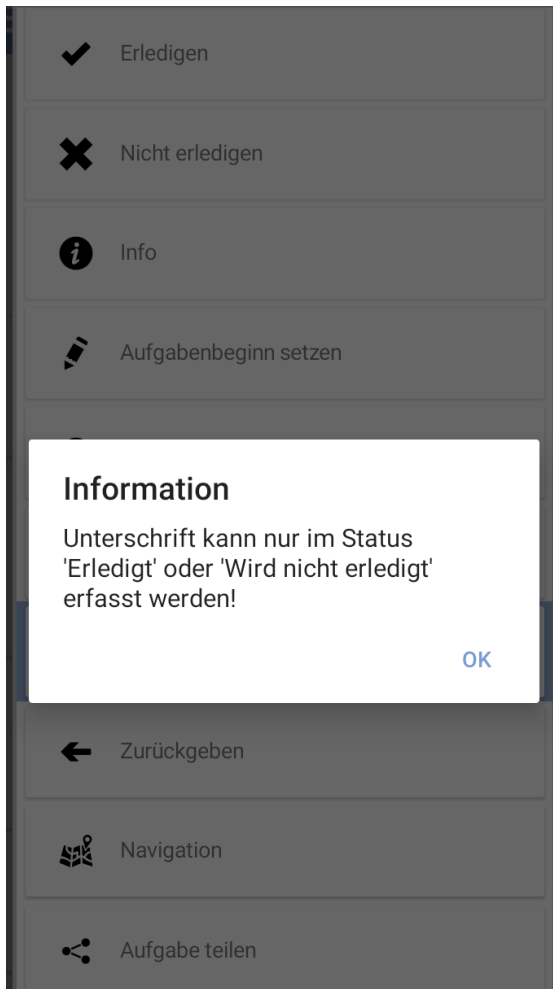 Erledigen
Nicht erledigen
Info
Aufgabenbeginn setzen
Information
Unterschrift kann nur im Status
'Erledigt' oder 'Wird nicht erledigt'
erfasst werden!
OK
Zurückgeben
Navigation
Aufgabe teilen